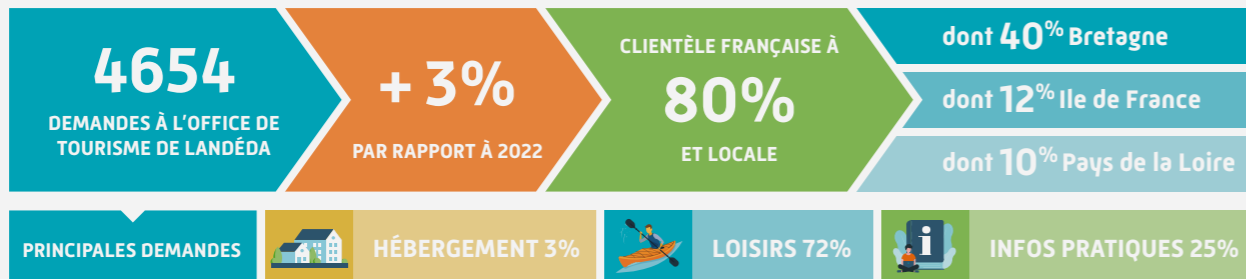 4654
DEMANDES À L'OFFICE DE
TOURISME DE LANDÉDA
+ 3%
PAR RAPPORT À 2022
CLIENTÈLE FRANÇAISE À
80%
ET LOCALE
dont 40% Bretagne
dont 12% Ile de France
dont 10% Pays de la Loire
PRINCIPALES DEMANDES
HÉBERGEMENT 3%
LOISIRS 72%
i
INFOS PRATIQUES 25%